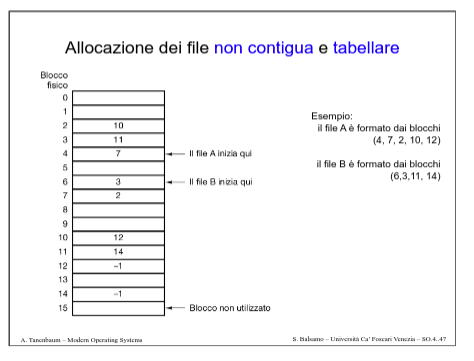 Allocazione dei file non contigua e tabellare
Blocco
fisico
0
1
2 10
3 11
4 7 Il file A inizia qui
5
6 3 Il file B inizia qui
7 2
8
9
10 12
11 14
12 –1
13
14 –1
15 Blocco non utilizzato
Esempio:
il file A è formato dai blocchi
(4, 7, 2, 10, 12)
il file B è formato dai blocchi
(6,3,11, 14)
A. Tanenbaum – Modern Operating Systems
S. Balsamo – Università Ca' Foscari Venezia – SO.4.47